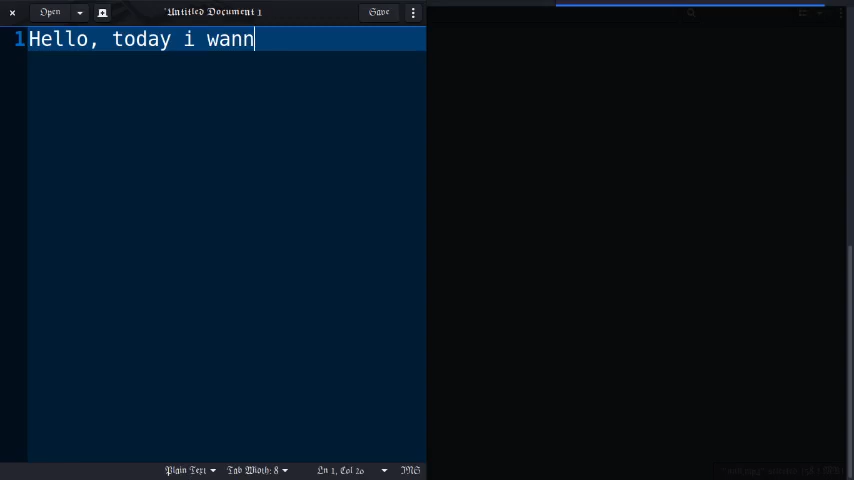 Open
*Untitled Document 1
Save
1 Hello, today i wann
Plain Text
Tab Width: 8
Ln 1, Col 20
INS